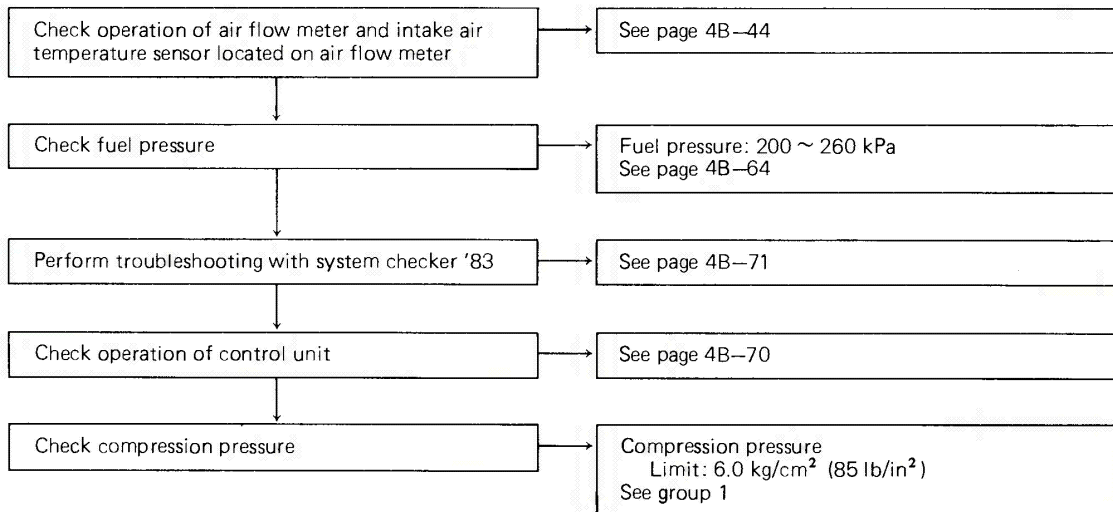 Check operation of air flow meter and intake air
temperature sensor located on air flow meter
See page 4B—44
Check fuel pressure
Fuel pressure: 200 ~ 260 kPa
See page 4B—64
Perform troubleshooting with system checker '83
See page 4B—71
Check operation of control unit
See page 4B—70
Check compression pressure
Compression pressure
Limit: 6.0 kg/cm² (85 lb/in²)
See group 1